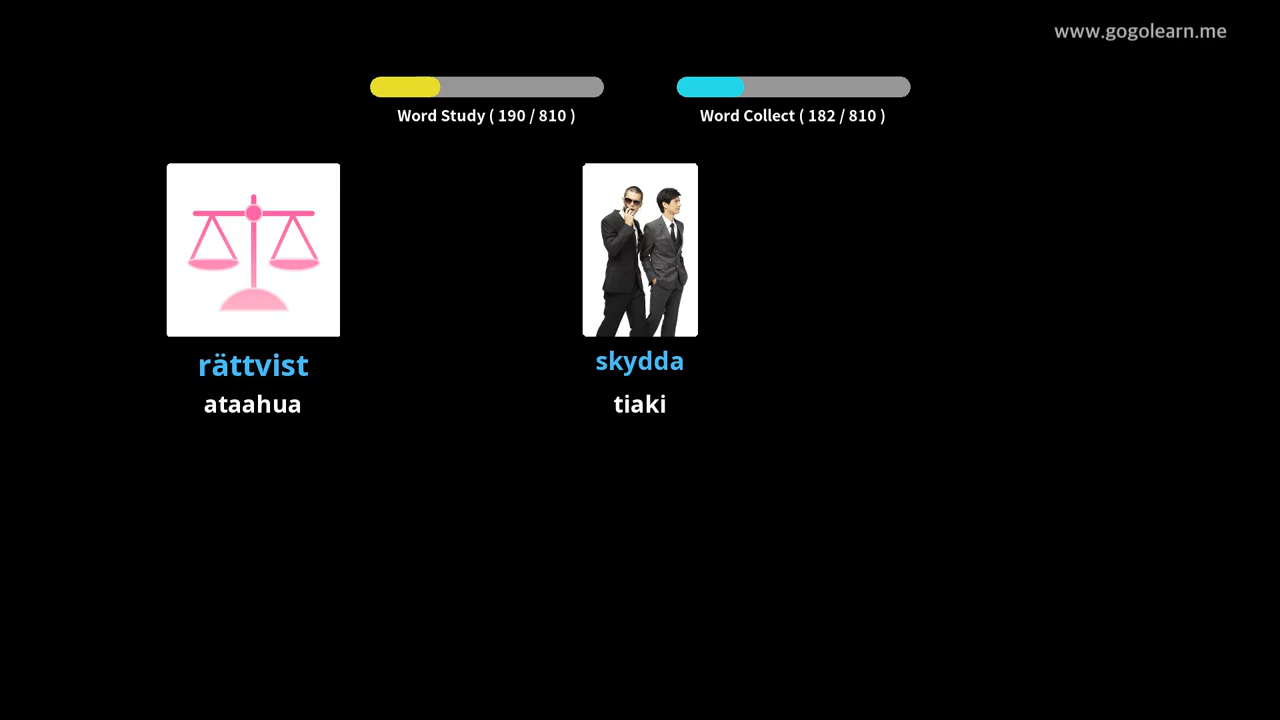 www.gogolearn.me
Word Study ( 190 / 810 )
Word Collect ( 182 / 810 )
rättvist
ataahua
skydda
tiaki